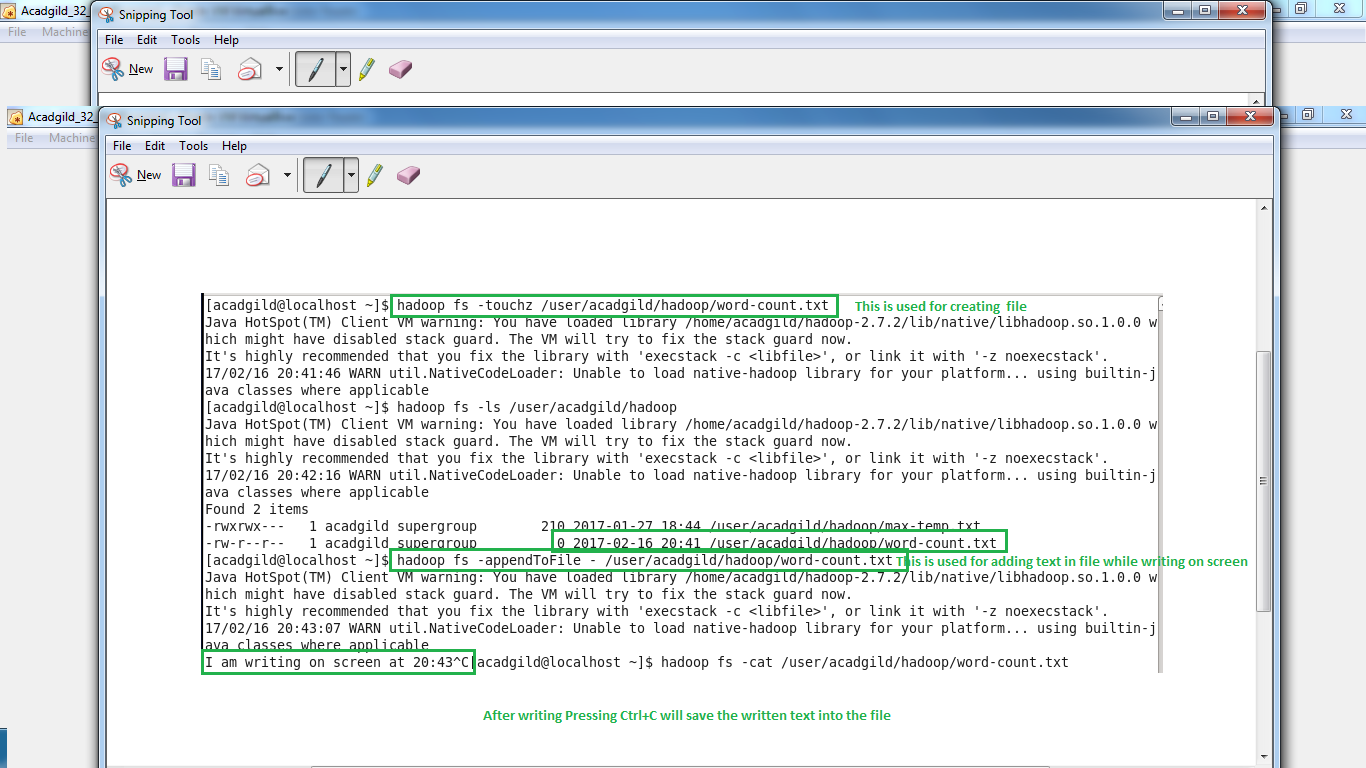 Acadgild_32_
Snipping Tool
File Machine
File Edit Tools Help
New
Acadgild_32_
Snipping Tool
File Machine
File Edit Tools Help
New
[acadgild@localhost ~]$ hadoop fs -touchz /user/acadgild/hadoop/word-count.txt This is used for creating file
Java HotSpot(TM) Client VM warning: You have loaded library /home/acadgild/hadoop-2.7.2/lib/native/libhadoop.so.1.0.0 w
hich might have disabled stack guard. The VM will try to fix the stack guard now.
It's highly recommended that you fix the library with 'execstack -c <libfile>', or link it with '-z noexecstack'.
17/02/16 20:41:46 WARN util.NativeCodeLoader: Unable to load native-hadoop library for your platform... using builtin-j
ava classes where applicable
[acadgild@localhost ~]$ hadoop fs -ls /user/acadgild/hadoop
Java HotSpot(TM) Client VM warning: You have loaded library /home/acadgild/hadoop-2.7.2/lib/native/libhadoop.so.1.0.0 w
hich might have disabled stack guard. The VM will try to fix the stack guard now.
It's highly recommended that you fix the library with 'execstack -c <libfile>', or link it with '-z noexecstack'.
17/02/16 20:42:16 WARN util.NativeCodeLoader: Unable to load native-hadoop library for your platform... using builtin-j
ava classes where applicable
Found 2 items
-rwxrwx--- 1 acadgild supergroup 210 2017-01-27 18:44 /user/acadgild/hadoop/max-temp.txt
-rw-r--r-- 1 acadgild supergroup 0 2017-02-16 20:41 /user/acadgild/hadoop/word-count.txt
[acadgild@localhost ~]$ hadoop fs -appendToFile - /user/acadgild/hadoop/word-count.txt This is used for adding text in file while writing on screen
Java HotSpot(TM) Client VM warning: You have loaded library /home/acadgild/hadoop-2.7.2/lib/native/libhadoop.so.1.0.0 w
hich might have disabled stack guard. The VM will try to fix the stack guard now.
It's highly recommended that you fix the library with 'execstack -c <libfile>', or link it with '-z noexecstack'.
17/02/16 20:43:07 WARN util.NativeCodeLoader: Unable to load native-hadoop library for your platform... using builtin-j
ava classes where applicable
I am writing on screen at 20:43^C[acadgild@localhost ~]$ hadoop fs -cat /user/acadgild/hadoop/word-count.txt
After writing Pressing Ctrl+C will save the written text into the file